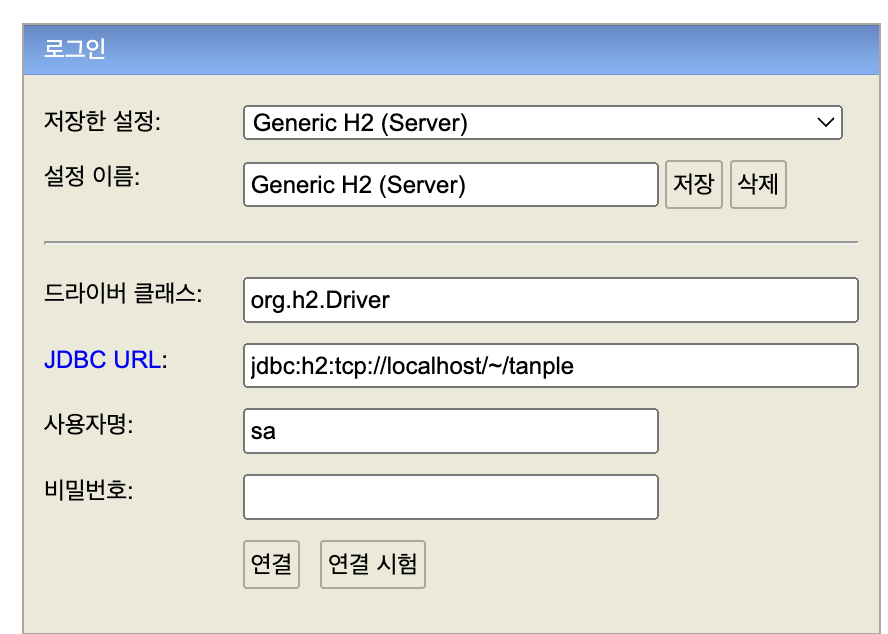 로그인
저장한 설정: Generic H2 (Server)
설정 이름: Generic H2 (Server) 저장 삭제
드라이버 클래스: org.h2.Driver
JDBC URL: jdbc:h2:tcp://localhost/~/tanple
사용자명: sa
비밀번호:
연결 연결 시험